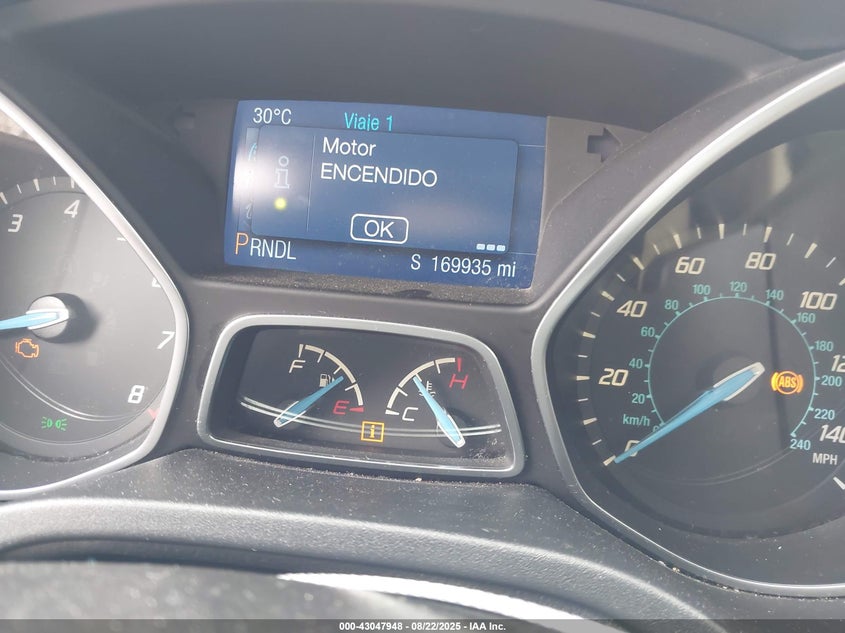 30°C
Viaje 1
Motor
ENCENDIDO
OK
PRNDL
S 169935 mi
3
4
7
8
F
E
C
H
i
0
20
40
60
80
100
140
MPH
20
40
60
80
100
120
140
160
180
200
220
240
km/h
ABS
000-43047948 - 08/22/2025 - IAA Inc.